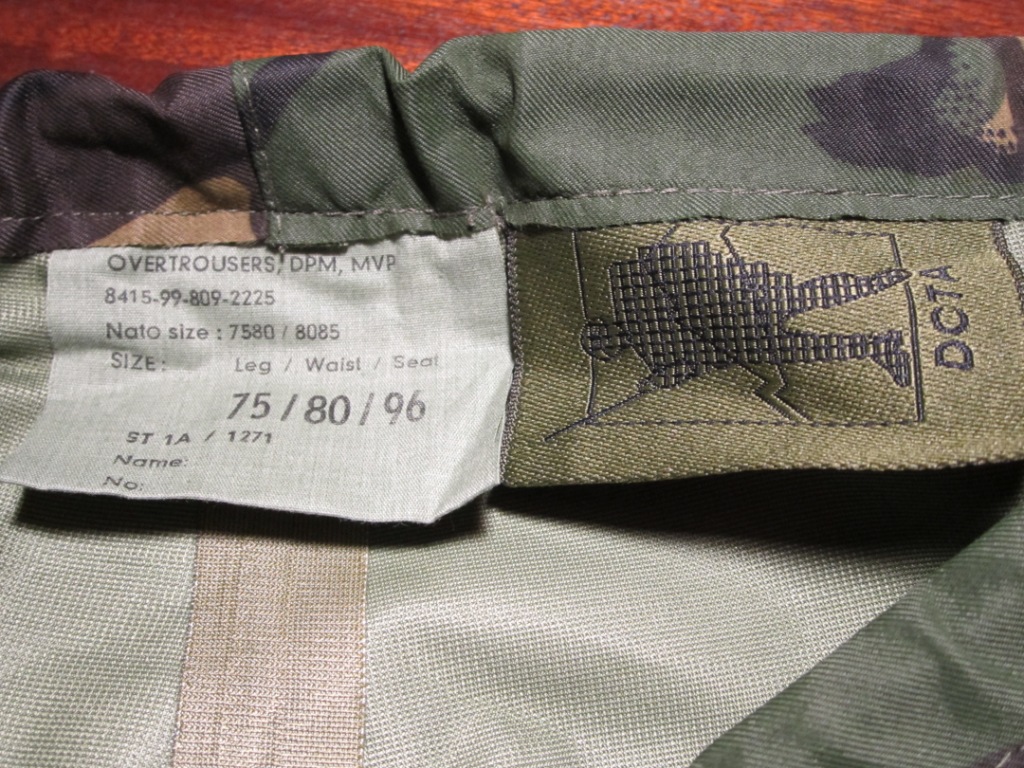 OVERTROUSERS, DPM, MVP
8415-99-809-2225
Nato size : 7580 / 8085
SIZE: Leg / Waist / Seat
75 / 80 / 96
ST 1A / 1271
Name:
No:
DCTA